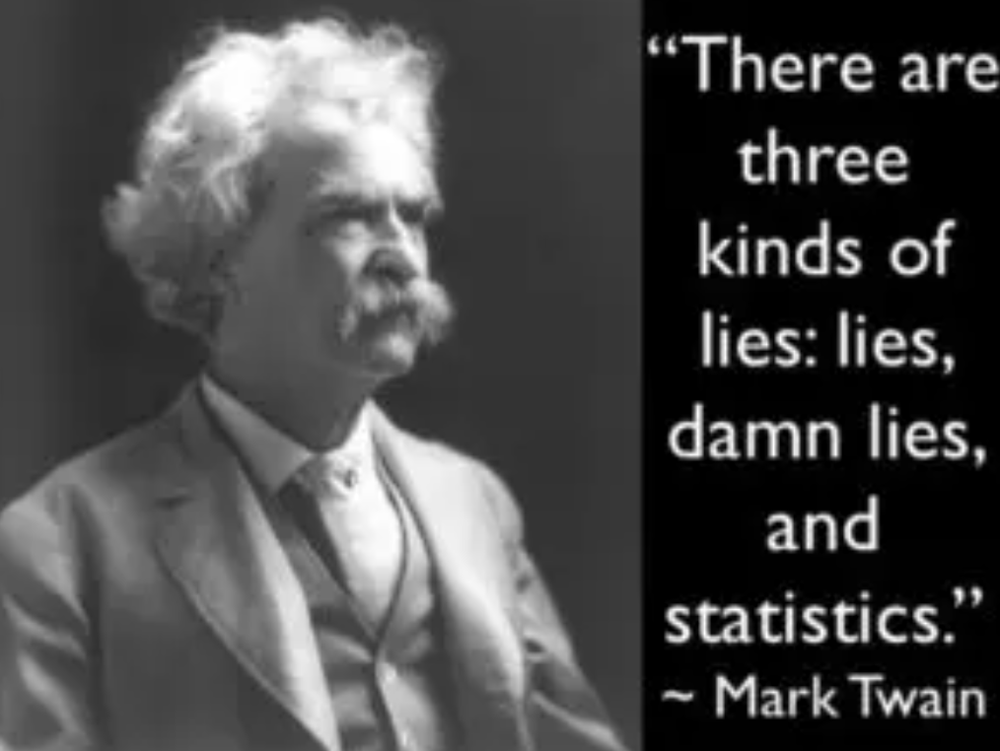 “There are
three
kinds of
lies: lies,
damn lies,
and
statistics.”
~ Mark Twain